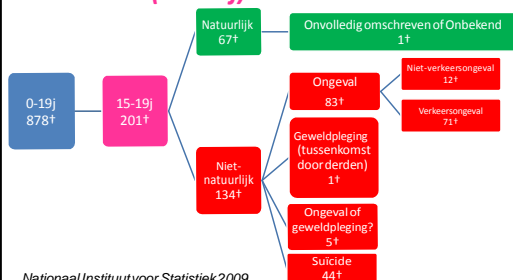 Natuurlijk
67†
Onvolledig omschreven of Onbekend
1†
0-19j
878†
15-19j
201†
Ongeval
83†
Niet-verkeersongeval
12†
Verkeersongeval
71†
Niet-
natuurlijk
134†
Geweldpleging
(tussenkomst
door derden)
1†
Ongeval of
geweldpleging?
5†
Suïcide
44†
Nationaal Instituut voor Statistiek 2009